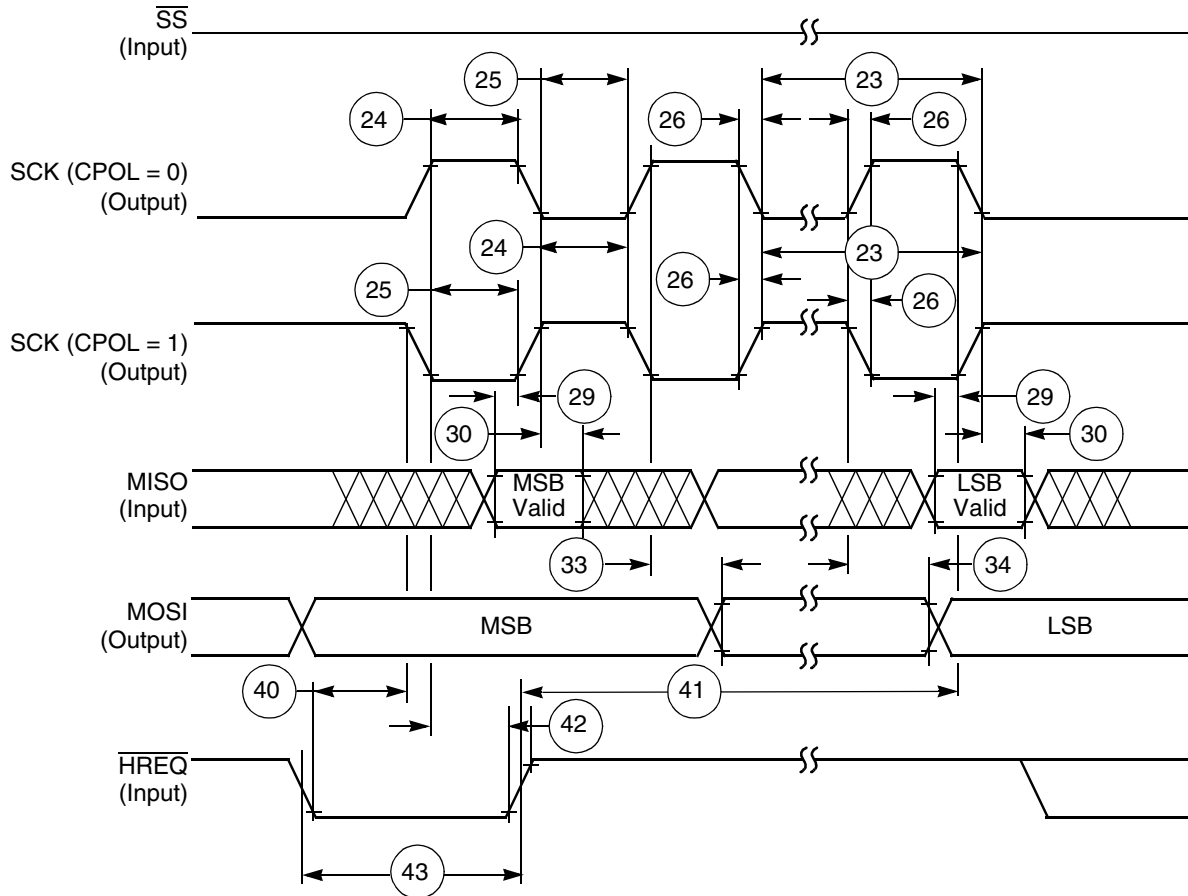 SS
(Input)
25
23
24
26
26
SCK (CPOL = 0)
(Output)
24
23
25
26
26
SCK (CPOL = 1)
(Output)
29
29
30
30
MISO
(Input)
MSB
Valid
LSB
Valid
33
34
MOSI
(Output)
MSB
LSB
40
41
42
HREQ
(Input)
43